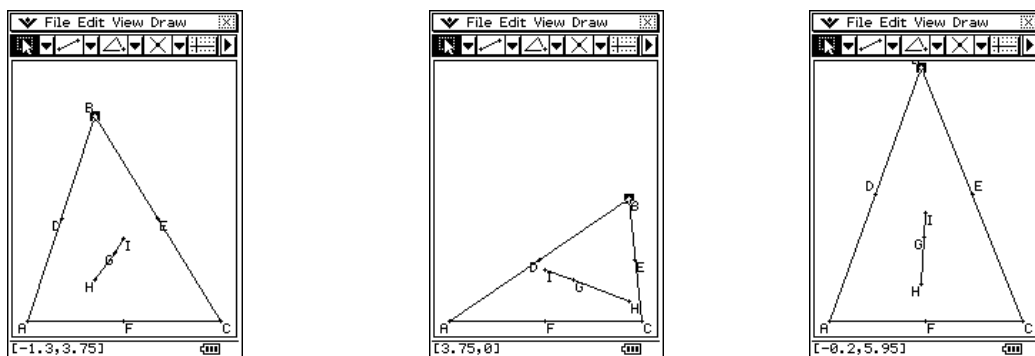 File Edit View Draw
B
D
E
I
G
H
A
F
C
[-1.3,3.75]
File Edit View Draw
B
D
E
I
G
H
A
F
C
[3.75,0]
File Edit View Draw
D
E
I
G
H
A
F
C
[-0.2,5.95]